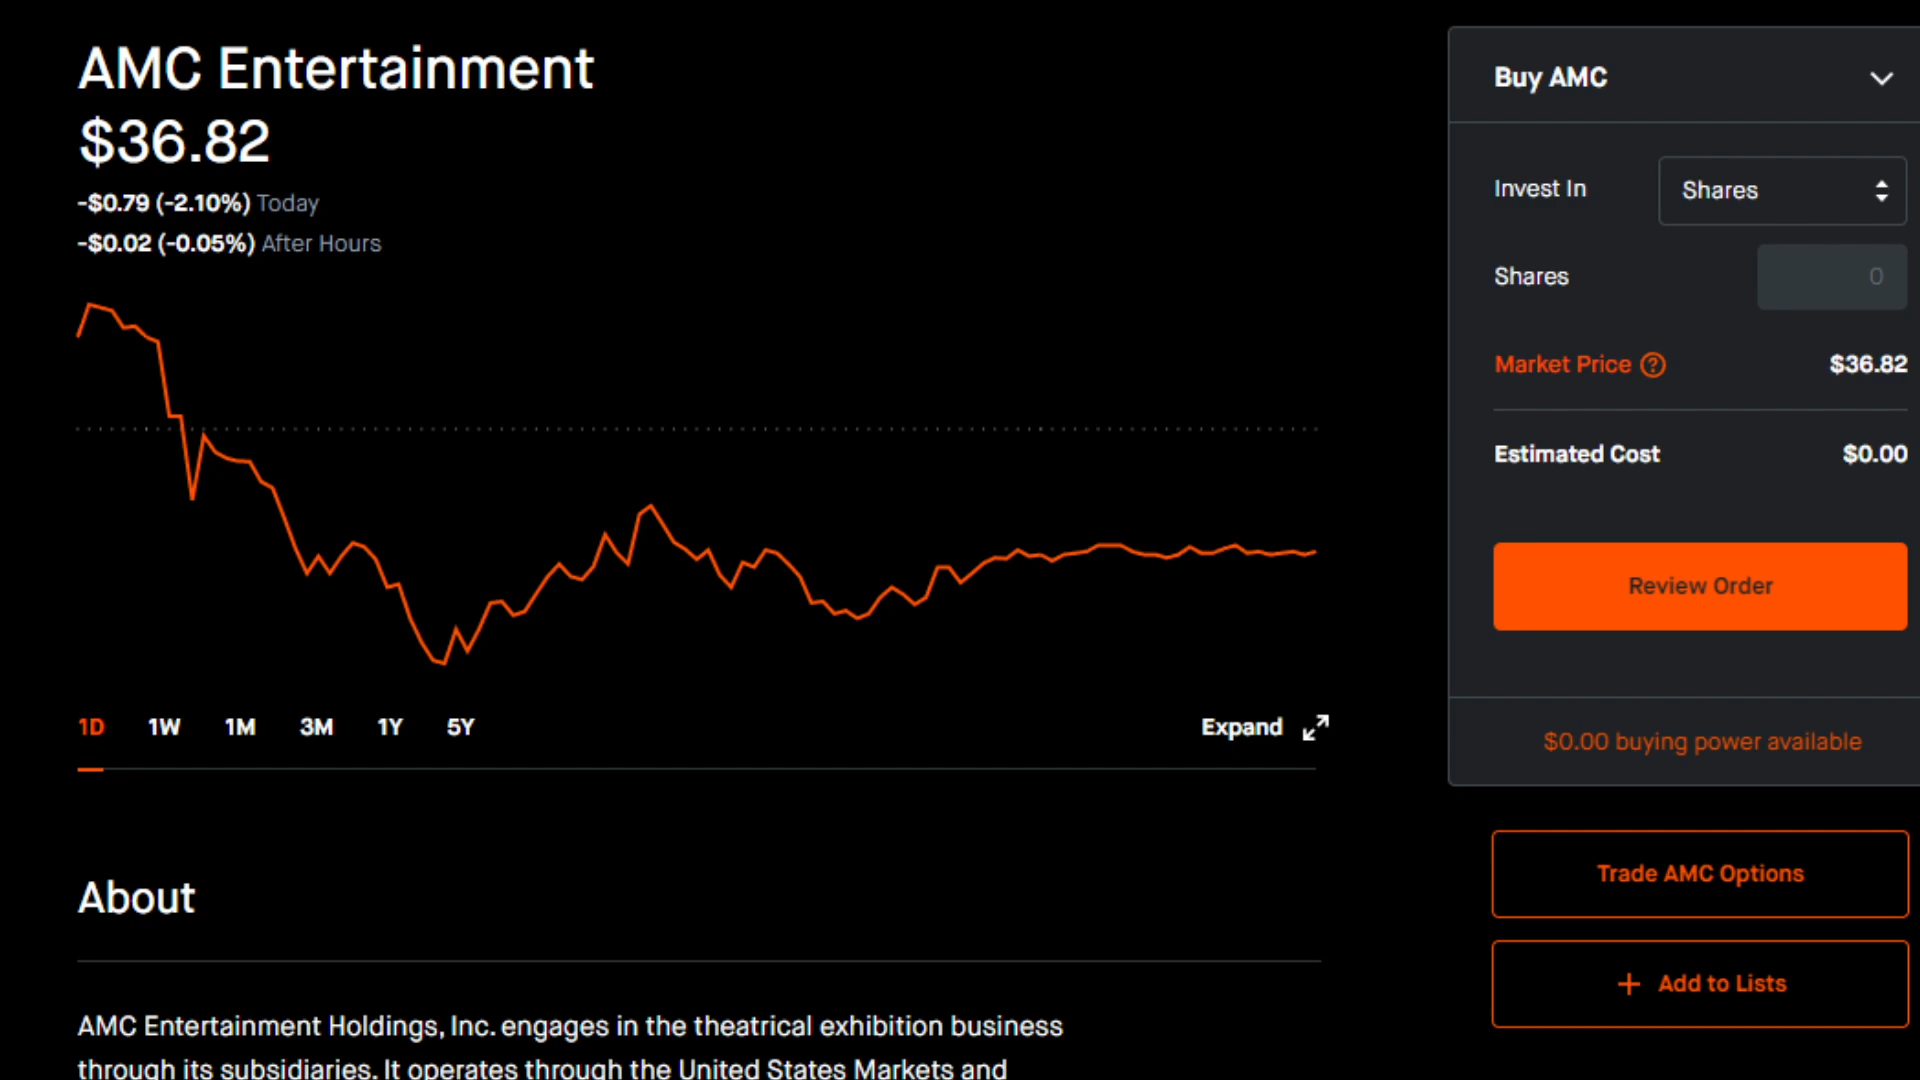 AMC Entertainment
$36.82
-$0.79 (-2.10%) Today
-$0.02 (-0.05%) After Hours
1D 1W 1M 3M 1Y 5Y Expand
About
AMC Entertainment Holdings, Inc. engages in the theatrical exhibition business
through its subsidiaries. It operates through the United States Markets and
Buy AMC
Invest In Shares
Shares 0
Market Price ? $36.82
Estimated Cost $0.00
Review Order
$0.00 buying power available
Trade AMC Options
+ Add to Lists